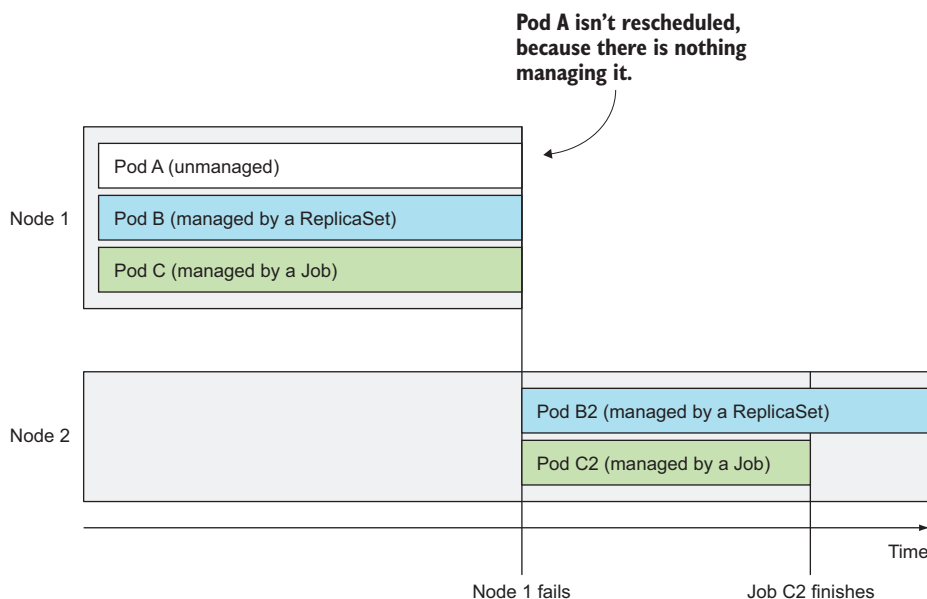 Pod A isn't rescheduled,
because there is nothing
managing it.
Node 1
Pod A (unmanaged)
Pod B (managed by a ReplicaSet)
Pod C (managed by a Job)
Node 2
Pod B2 (managed by a ReplicaSet)
Pod C2 (managed by a Job)
Time
Node 1 fails
Job C2 finishes